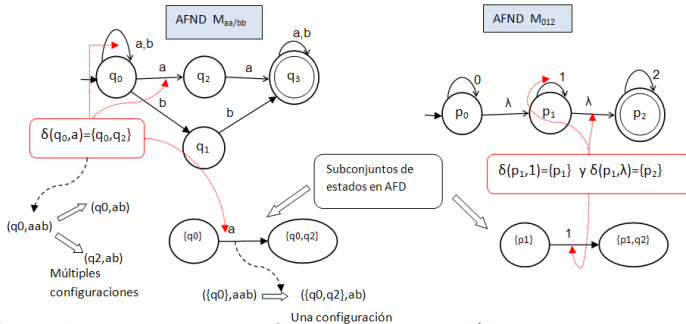 AFND M aa/bb
a,b
q0
a
q2
a
q3
a,b
b
q1
b
δ(q0,a)={q0,q2}
(q0,aab)
(q0,ab)
(q2,ab)
Múltiples
configuraciones
{q0}
a
{q0,q2}
({q0},aab)
({q0,q2},ab)
Una configuración
Subconjuntos de
estados en AFD
AFND M012
0
1
2
p0
λ
p1
λ
p2
δ(p1,1)={p1} y δ(p1,λ)={p2}
{p1}
1
{p1,q2}